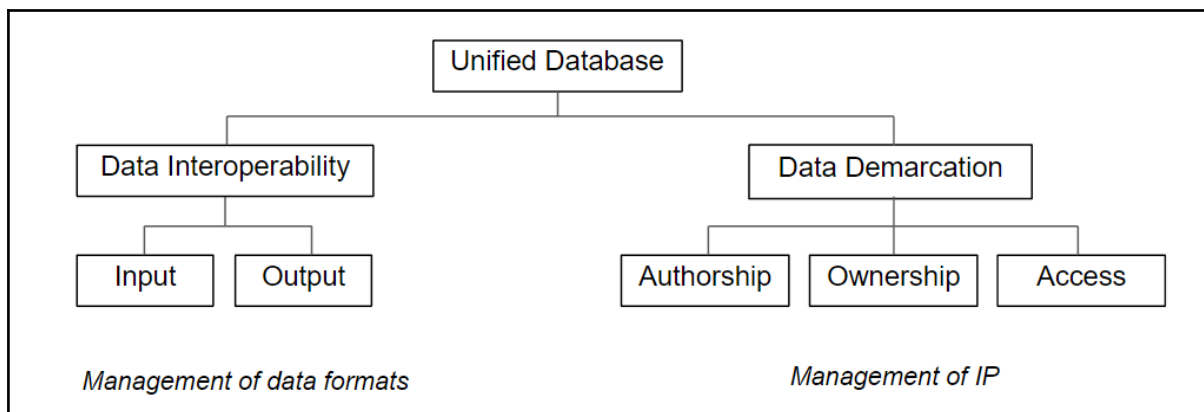 Unified Database
Data Interoperability
Data Demarcation
Input
Output
Authorship
Ownership
Access
Management of data formats
Management of IP